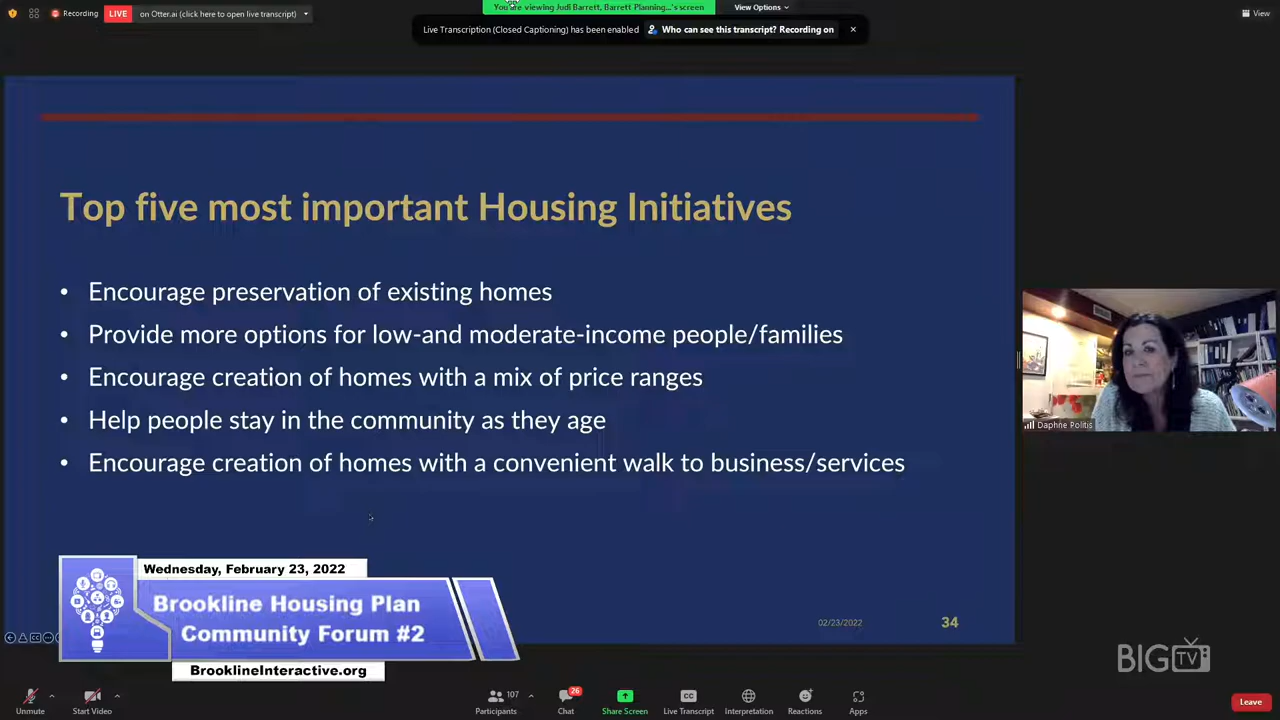 Recording
LIVE
on Otter.ai (click here to open live transcript)
You are viewing Judi Barrett, Barrett Planning...'s screen
View Options
View
Live Transcription (Closed Captioning) has been enabled
Who can see this transcript? Recording on
Top five most important Housing Initiatives
• Encourage preservation of existing homes
• Provide more options for low-and moderate-income people/families
• Encourage creation of homes with a mix of price ranges
• Help people stay in the community as they age
• Encourage creation of homes with a convenient walk to business/services
Daphne Politis
Wednesday, February 23, 2022
Brookline Housing Plan
Community Forum #2
BrooklineInteractive.org
02/23/2022
34
BIG TV
Unmute
Start Video
Participants
107
Chat
26
Share Screen
CC
Live Transcript
Interpretation
Reactions
Apps
Leave